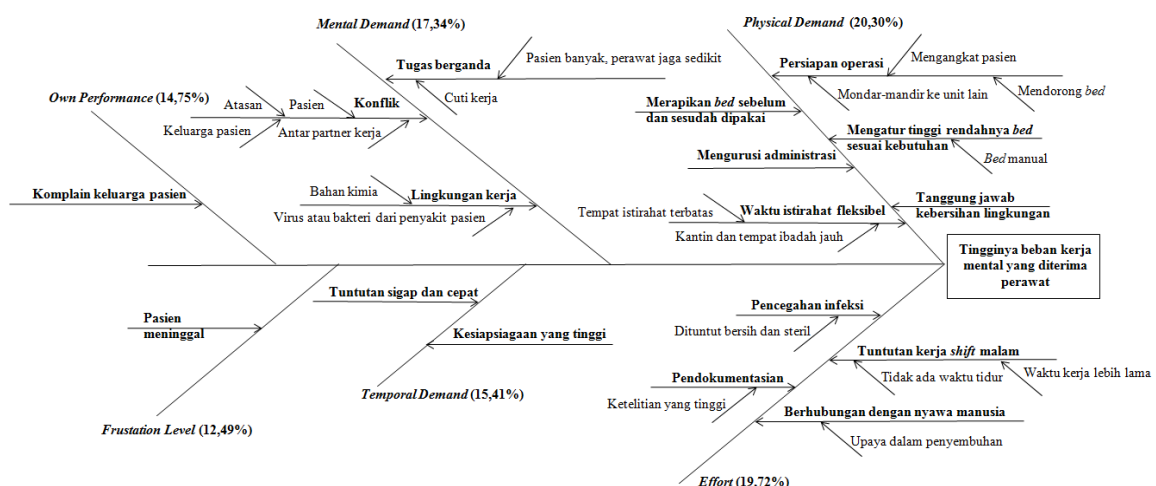 Mental Demand (17,34%)
Physical Demand (20,30%)
Tugas berganda
Pasien banyak, perawat jaga sedikit
Cuti kerja
Persiapan operasi
Mengangkat pasien
Mondar-mandir ke unit lain
Mendorong bed
Own Performance (14,75%)
Atasan
Pasien
Konflik
Keluarga pasien
Antar partner kerja
Merapikan bed sebelum
dan sesudah dipakai
Mengatur tinggi rendahnya bed
sesuai kebutuhan
Bed manual
Mengurusi administrasi
Komplain keluarga pasien
Bahan kimia
Lingkungan kerja
Virus atau bakteri dari penyakit pasien
Tempat istirahat terbatas
Waktu istirahat fleksibel
Kantin dan tempat ibadah jauh
Tanggung jawab
kebersihan lingkungan
Tingginya beban kerja
mental yang diterima
perawat
Tuntutan sigap dan cepat
Pasien
meninggal
Kesiapsiagaan yang tinggi
Pencegahan infeksi
Dituntut bersih dan steril
Tuntutan kerja shift malam
Tidak ada waktu tidur
Waktu kerja lebih lama
Pendokumentasian
Ketelitian yang tinggi
Temporal Demand (15,41%)
Berhubungan dengan nyawa manusia
Upaya dalam penyembuhan
Frustation Level (12,49%)
Effort (19,72%)